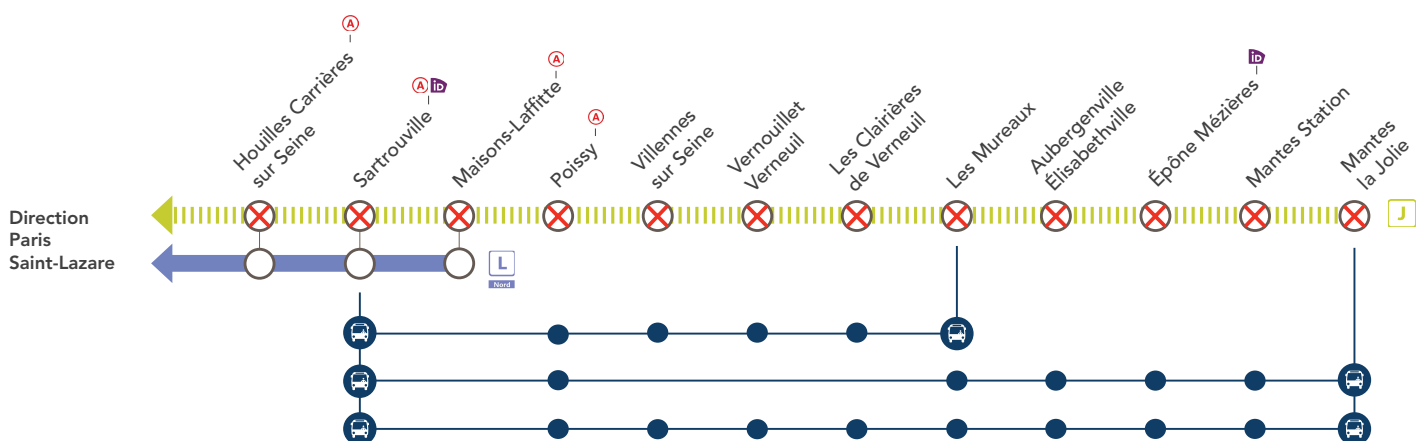 Houilles Carrières
sur Seine
A
Sartrouville
A iD
Maisons-Laffitte
A
Poissy
A
Villennes
sur Seine
Vernouillet
Verneuil
Les Clairières
de Verneuil
Les Mureaux
Aubergenville
Élisabethville
Épône Mézières
iD
Mantes Station
Mantes
la Jolie
Direction
Paris
Saint-Lazare
J
L
Nord